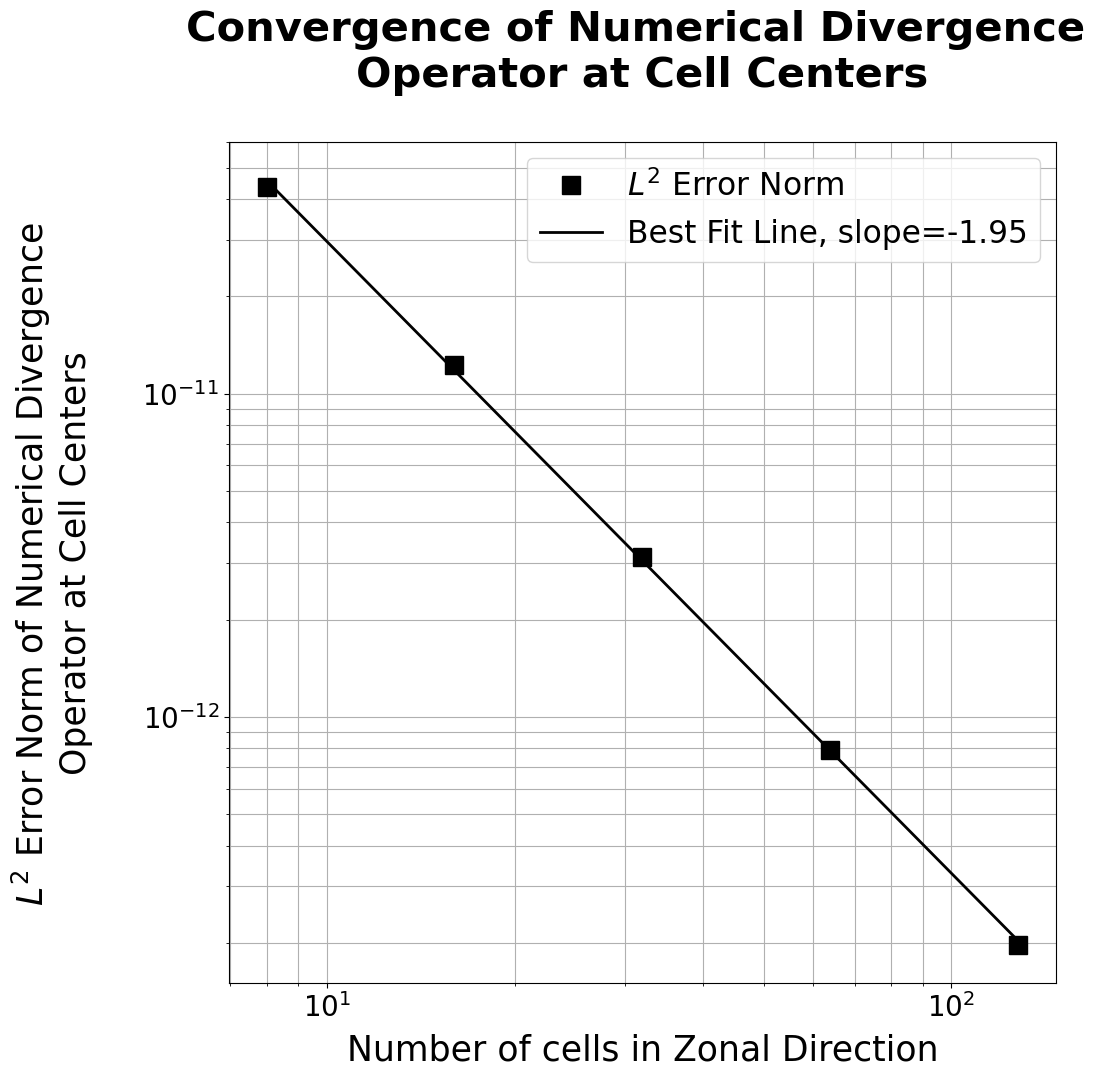 Convergence of Numerical Divergence
Operator at Cell Centers
L² Error Norm of Numerical Divergence
Operator at Cell Centers
L² Error Norm
Best Fit Line, slope=-1.95
10⁻¹¹
10⁻¹²
10¹
10²
Number of cells in Zonal Direction